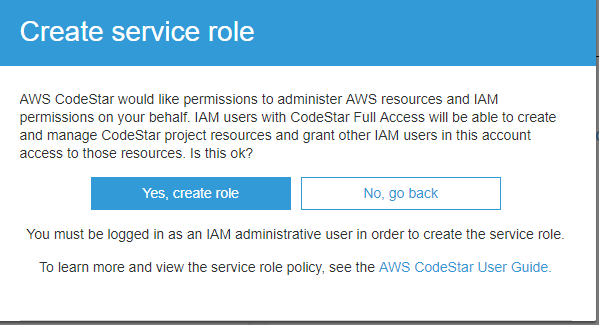 Create service role
AWS CodeStar would like permissions to administer AWS resources and IAM
permissions on your behalf. IAM users with CodeStar Full Access will be able to create
and manage CodeStar project resources and grant other IAM users in this account
access to those resources. Is this ok?
Yes, create role
No, go back
You must be logged in as an IAM administrative user in order to create the service role.
To learn more and view the service role policy, see the AWS CodeStar User Guide.